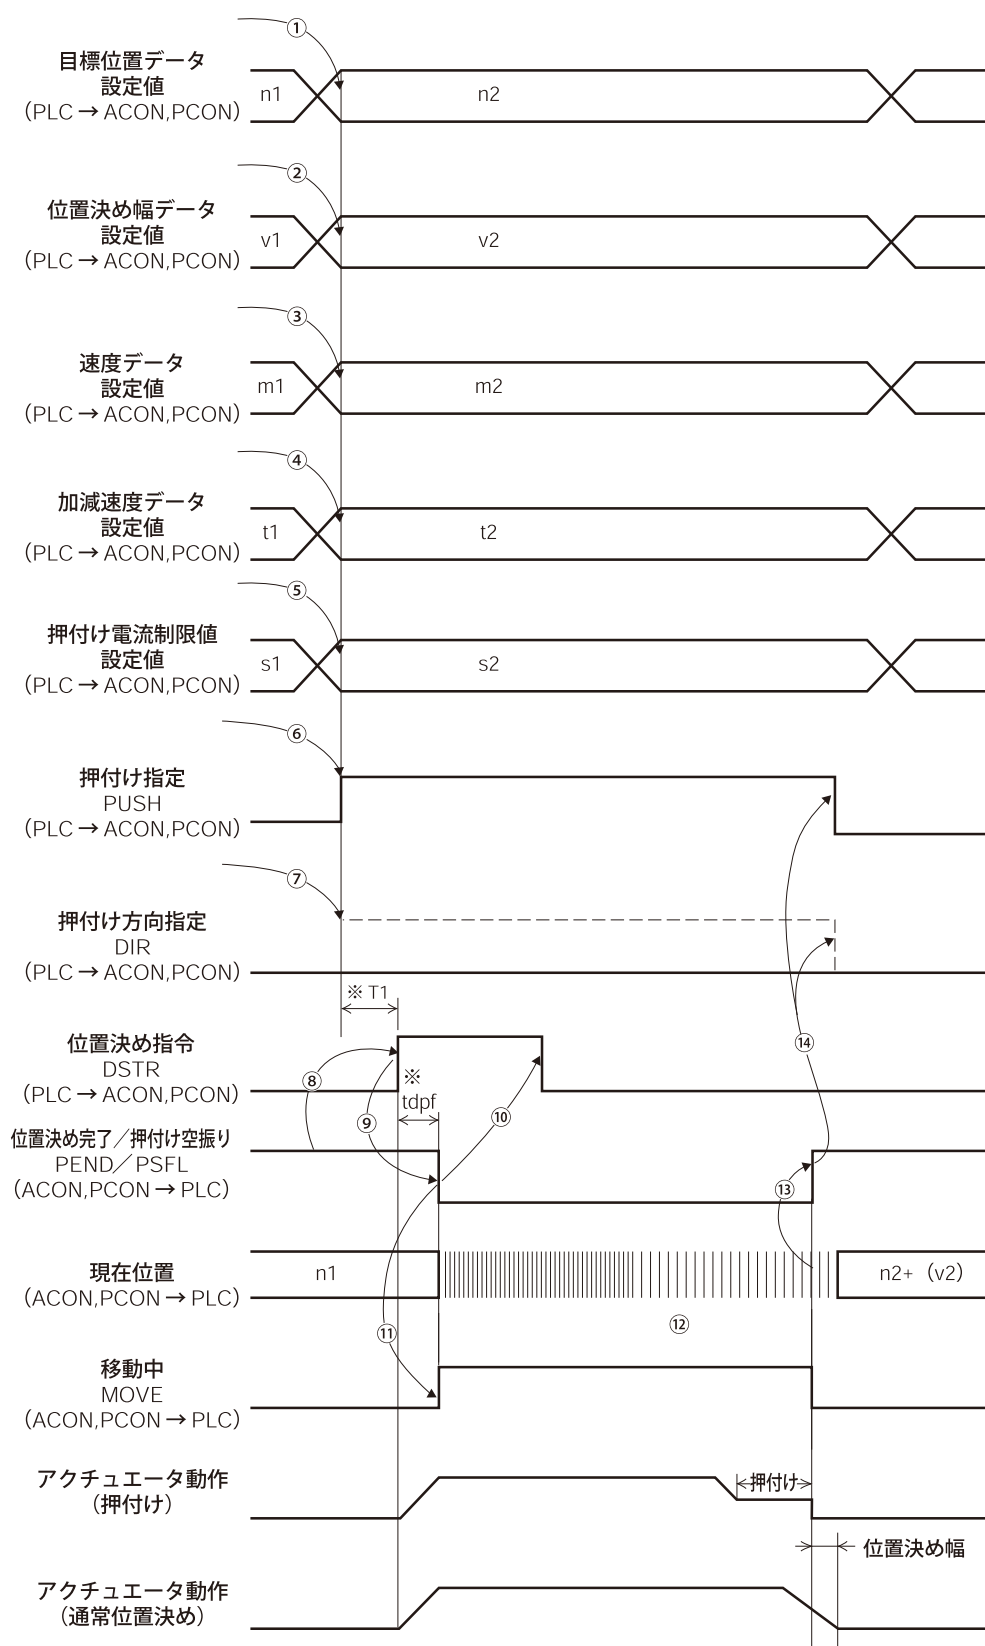 ①
目標位置データ
設定値
（PLC → ACON,PCON）
n1
n2
②
位置決め幅データ
設定値
（PLC → ACON,PCON）
v1
v2
③
速度データ
設定値
（PLC → ACON,PCON）
m1
m2
④
加減速度データ
設定値
（PLC → ACON,PCON）
t1
t2
⑤
押付け電流制限値
設定値
（PLC → ACON,PCON）
s1
s2
⑥
押付け指定
PUSH
（PLC → ACON,PCON）
⑦
押付け方向指定
DIR
（PLC → ACON,PCON）
※ T1
⑭
位置決め指令
DSTR
（PLC → ACON,PCON）
⑧
※
tdpf
⑨
⑩
位置決め完了／押付け空振り
PEND／PSFL
（ACON,PCON → PLC）
⑬
現在位置
（ACON,PCON → PLC）
n1
n2+（v2）
⑫
⑪
移動中
MOVE
（ACON,PCON → PLC）
アクチュエータ動作
（押付け）
押付け
位置決め幅
アクチュエータ動作
（通常位置決め）